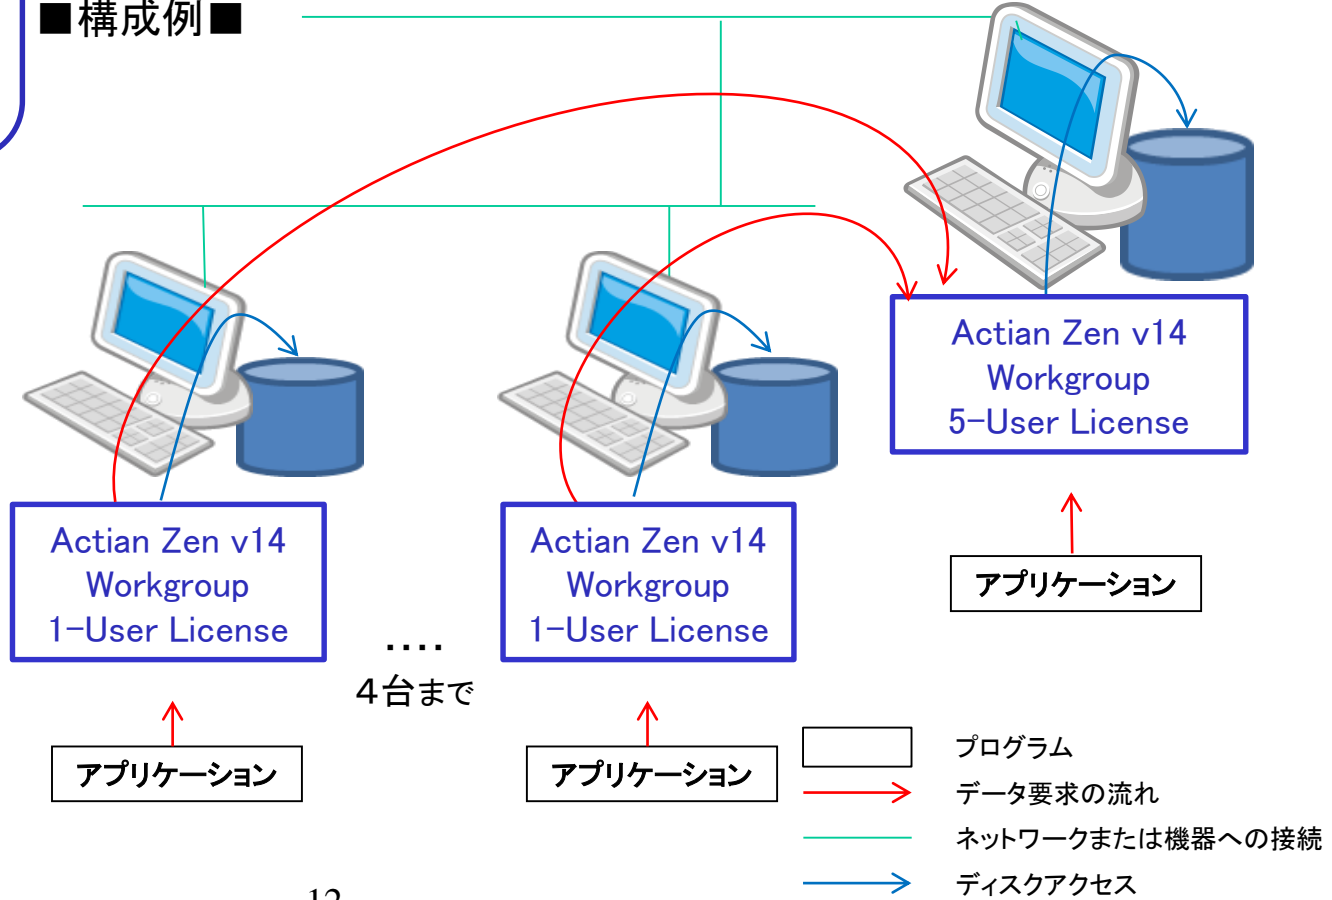 ■構成例■
Actian Zen v14
Workgroup
5-User License
アプリケーション
Actian Zen v14
Workgroup
1-User License
....
4台まで
Actian Zen v14
Workgroup
1-User License
アプリケーション
アプリケーション
プログラム
データ要求の流れ
ネットワークまたは機器への接続
ディスクアクセス
12